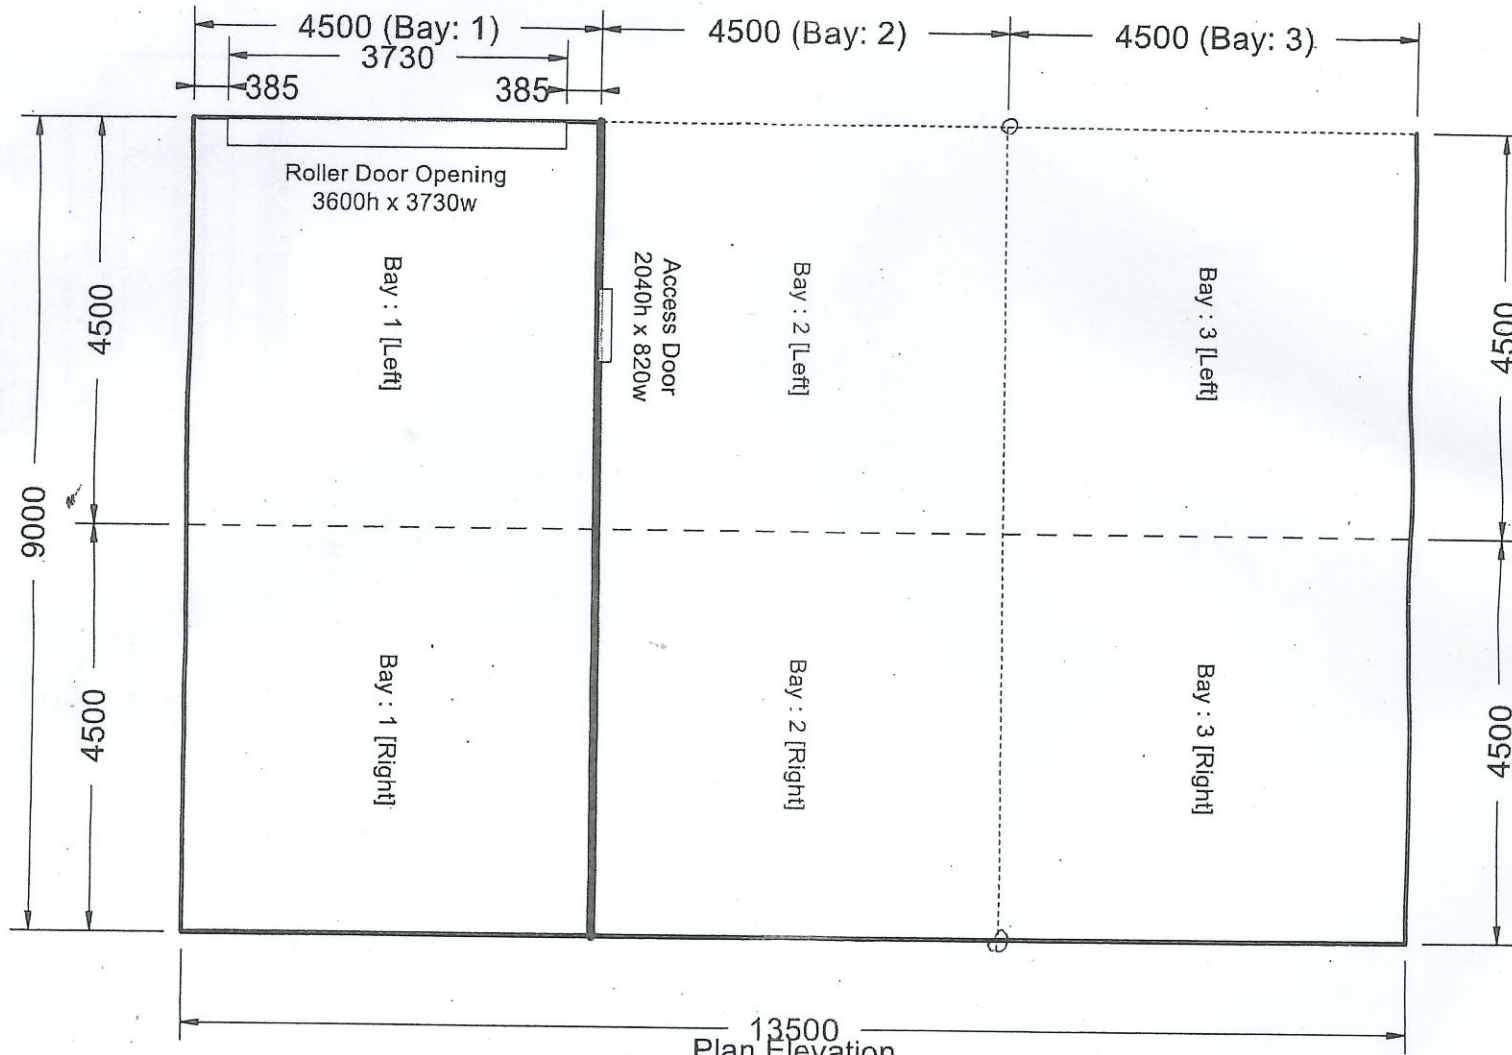 4500 (Bay: 1)
4500 (Bay: 2)
4500 (Bay: 3)
3730
385
385
Roller Door Opening
3600h x 3730w
Bay : 1 [Left]
Access Door
2040h x 820w
Bay : 2 [Left]
Bay : 3 [Left]
4500
4500
9000
4500
Bay : 1 [Right]
Bay : 2 [Right]
Bay : 3 [Right]
4500
13500
Plan Elevation